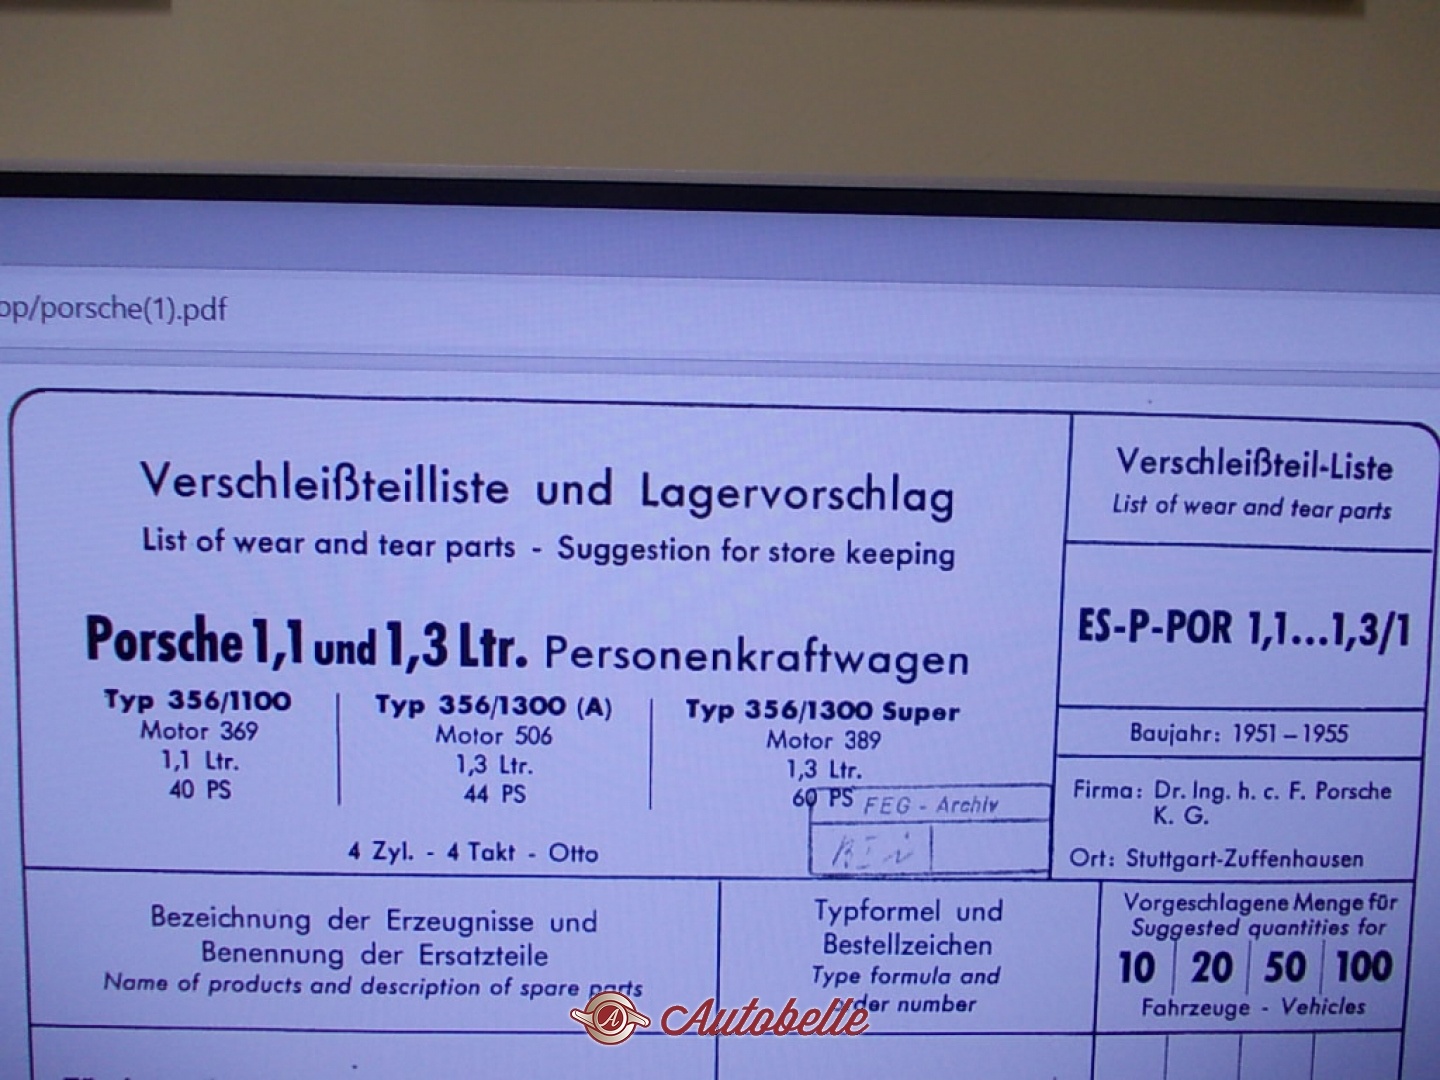 op/porsche(1).pdf
Verschleißteilliste und Lagervorschlag
List of wear and tear parts - Suggestion for store keeping
Verschleißteil-Liste
List of wear and tear parts
Porsche 1,1 und 1,3 Ltr. Personenkraftwagen
ES-P-POR 1,1...1,3/1
Typ 356/1100
Motor 369
1,1 Ltr.
40 PS
Typ 356/1300 (A)
Motor 506
1,3 Ltr.
44 PS
Typ 356/1300 Super
Motor 389
1,3 Ltr.
60 PS
FEG - Archiv
4 Zyl. - 4 Takt - Otto
Baujahr: 1951 – 1955
Firma: Dr. Ing. h. c. F. Porsche
K. G.
Ort: Stuttgart-Zuffenhausen
Bezeichnung der Erzeugnisse und
Benennung der Ersatzteile
Name of products and description of spare parts
Typformel und
Bestellzeichen
Type formula and
order number
Vorgeschlagene Menge für
Suggested quantities for
10 20 50 100
Fahrzeuge - Vehicles
A Autobelle